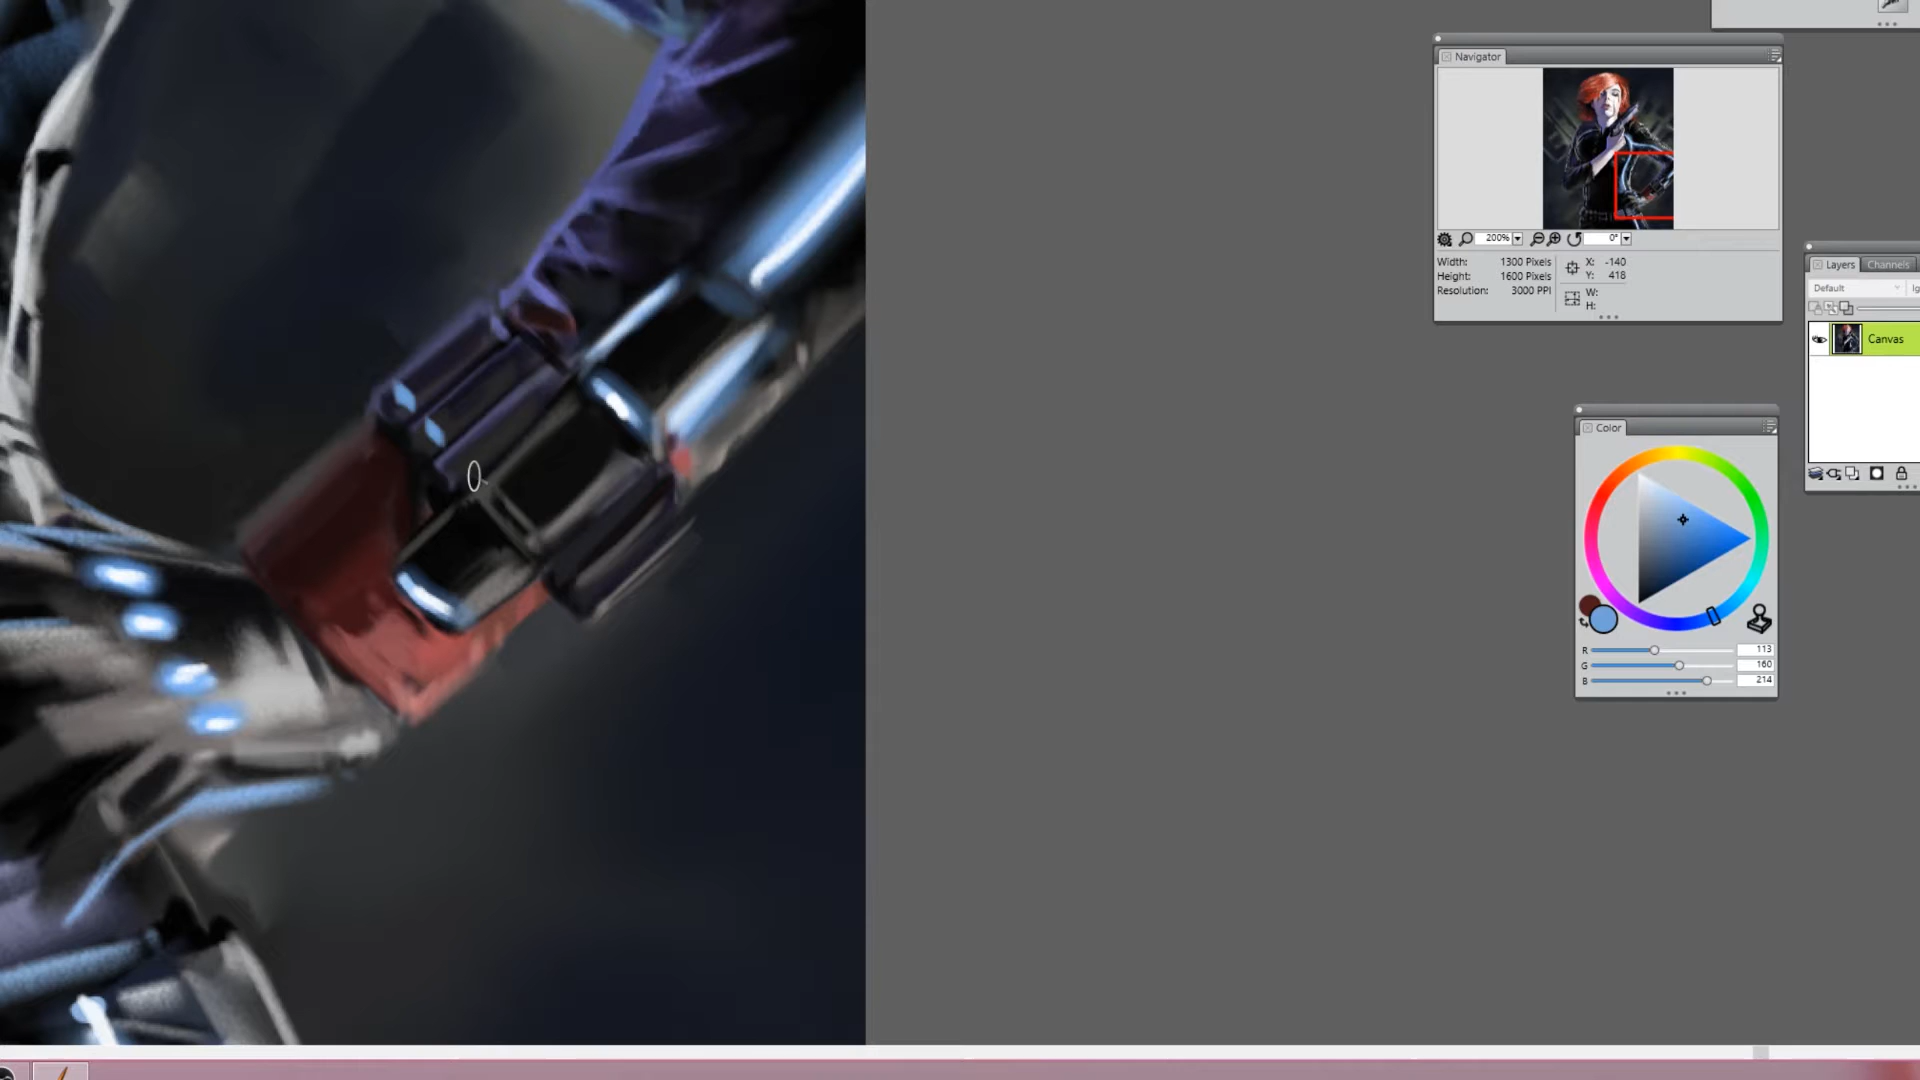 Navigator
200%
0°
Width: 1300 Pixels
Height: 1600 Pixels
Resolution: 3000 PPI
X: -140
Y: 418
W:
H:
Layers Channels
Default
Canvas
Color
R 113
G 160
B 214